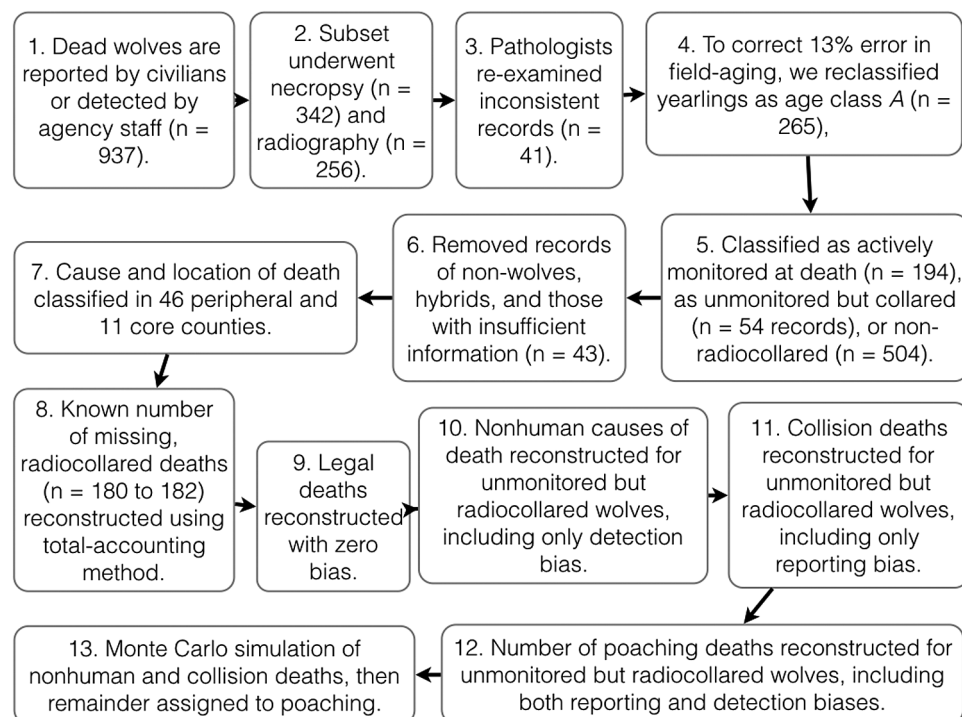 1. Dead wolves are
reported by civilians
or detected by
agency staff (n =
937).
2. Subset
underwent
necropsy (n =
342) and
radiography (n =
256).
3. Pathologists
re-examined
inconsistent
records (n =
41).
4. To correct 13% error in
field-aging, we reclassified
yearlings as age class A (n =
265),
5. Classified as actively
monitored at death (n = 194),
as unmonitored but collared
(n = 54 records), or non-
radiocollared (n = 504).
6. Removed records
of non-wolves,
hybrids, and those
with insufficient
information (n = 43).
7. Cause and location of death
classified in 46 peripheral and
11 core counties.
8. Known number
of missing,
radiocollared deaths
(n = 180 to 182)
reconstructed using
total-accounting
method.
9. Legal
deaths
reconstructed
with zero
bias.
10. Nonhuman causes of
death reconstructed for
unmonitored but
radiocollared wolves,
including only detection
bias.
11. Collision deaths
reconstructed for
unmonitored but
radiocollared wolves,
including only
reporting bias.
12. Number of poaching deaths reconstructed for
unmonitored but radiocollared wolves, including
both reporting and detection biases.
13. Monte Carlo simulation of
nonhuman and collision deaths, then
remainder assigned to poaching.